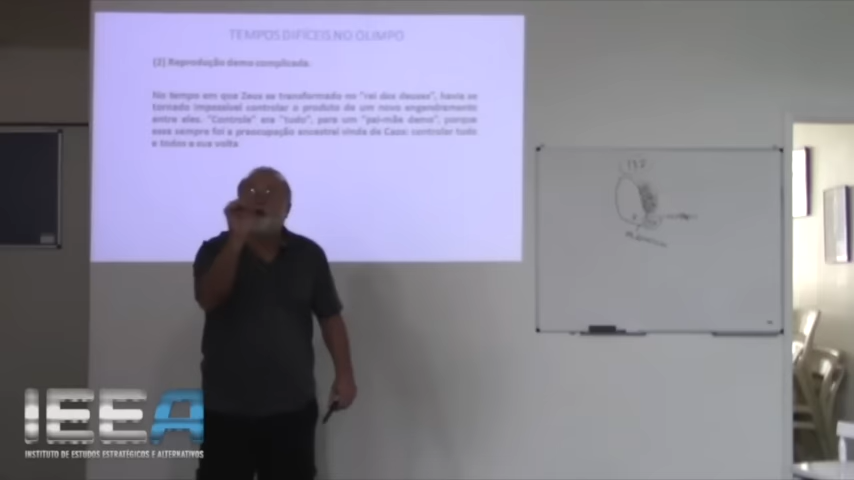 TEMPOS DIFÍCEIS NO OLIMPO
(2) Reprodução demo complicada.
No tempo em que Zeus se transformado no "rei dos deuses", havia se
tornado impossível controlar o produto de um novo engendramento
entre eles. "Controle" era "tudo", para um "pai-mãe demo", porque
essa sempre foi a preocupação ancestral vinda de Caos: controlar tudo
e todos a sua volta
IEEA
INSTITUTO DE ESTUDOS ESTRATÉGICOS E ALTERNATIVOS